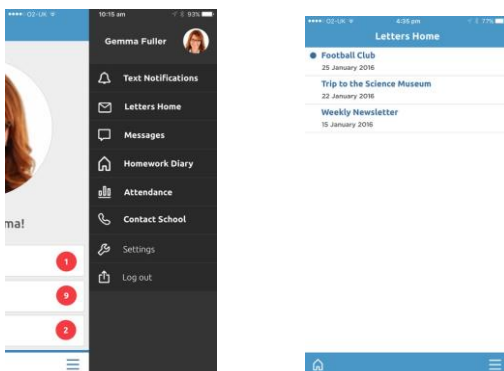 O2-UK
10:15 am
93%
Gemma Fuller
Text Notifications
Letters Home
Messages
Homework Diary
Attendance
Contact School
Settings
Log out
ma!
1
9
2
O2-UK
4:35 pm
77%
Letters Home
Football Club
25 January 2016
Trip to the Science Museum
22 January 2016
Weekly Newsletter
15 January 2016